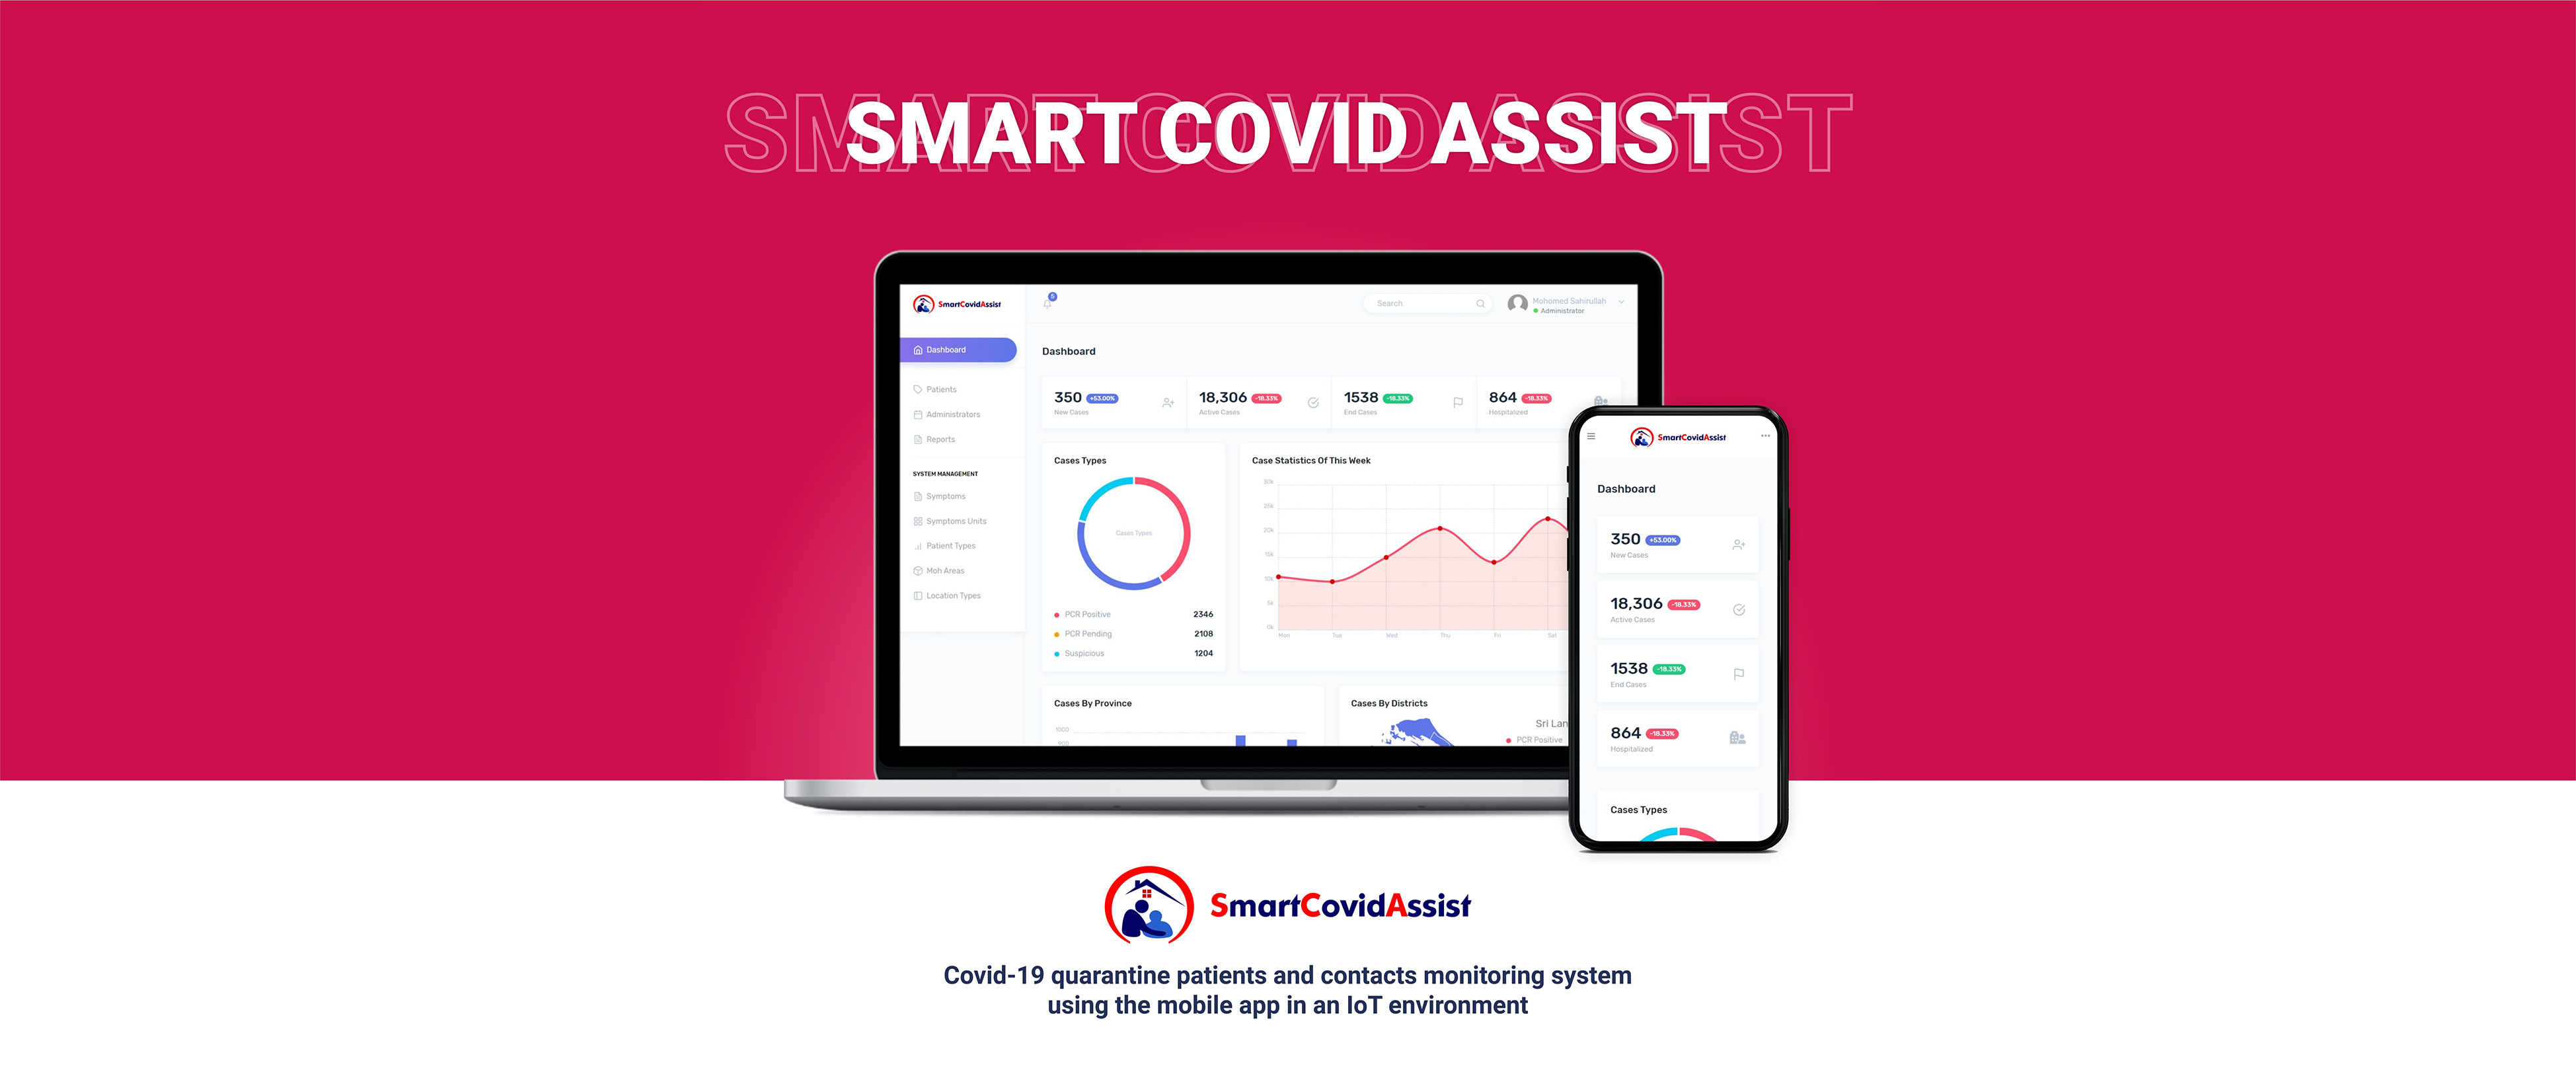 SMART COVID ASSIST
SMART COVID ASSIST
SmartCovidAssist
5
Search
Mohomed Sahirullah
Administrator
Dashboard
Patients
Administrators
Reports
SYSTEM MANAGEMENT
Symptoms
Symptoms Units
Patient Types
Moh Areas
Location Types
Dashboard
350 +53.00%
New Cases
18,306 -18.33%
Active Cases
1538 -18.33%
End Cases
864 -18.33%
Hospitalized
Cases Types
Cases Types
PCR Positive 2346
PCR Pending 2108
Suspicious 1204
Case Statistics Of This Week
30k
25k
20k
15k
10k
5k
0k
Mon Tue Wed Thu Fri Sat
Cases By Province
1000
900
Cases By Districts
Sri Lan
PCR Positive
SmartCovidAssist
Dashboard
350 +53.00%
New Cases
18,306 -18.33%
Active Cases
1538 -18.33%
End Cases
864 -18.33%
Hospitalized
Cases Types
SmartCovidAssist
Covid-19 quarantine patients and contacts monitoring system
using the mobile app in an IoT environment